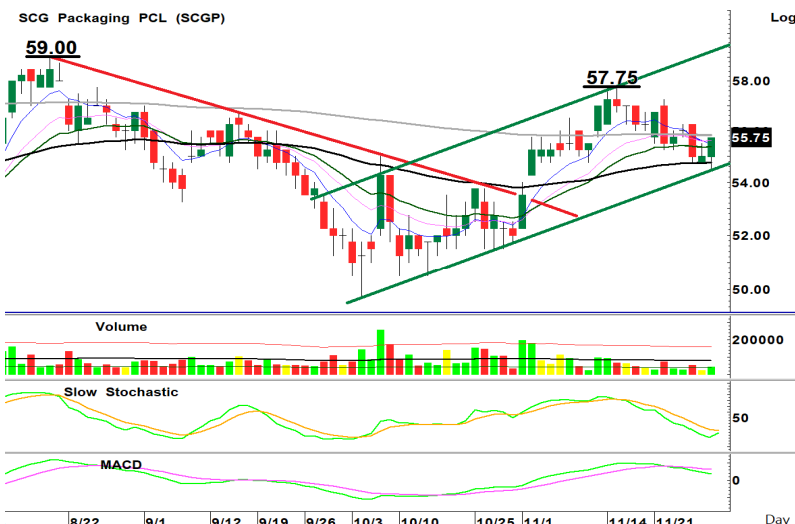 SCG Packaging PCL (SCGP)
Log
59.00
57.75
58.00
55.75
54.00
52.00
50.00
Volume
200000
Slow Stochastic
50
MACD
0
8/22 9/1 9/12 9/19 9/26 10/3 10/10 10/25 11/1 11/14 11/21 Day